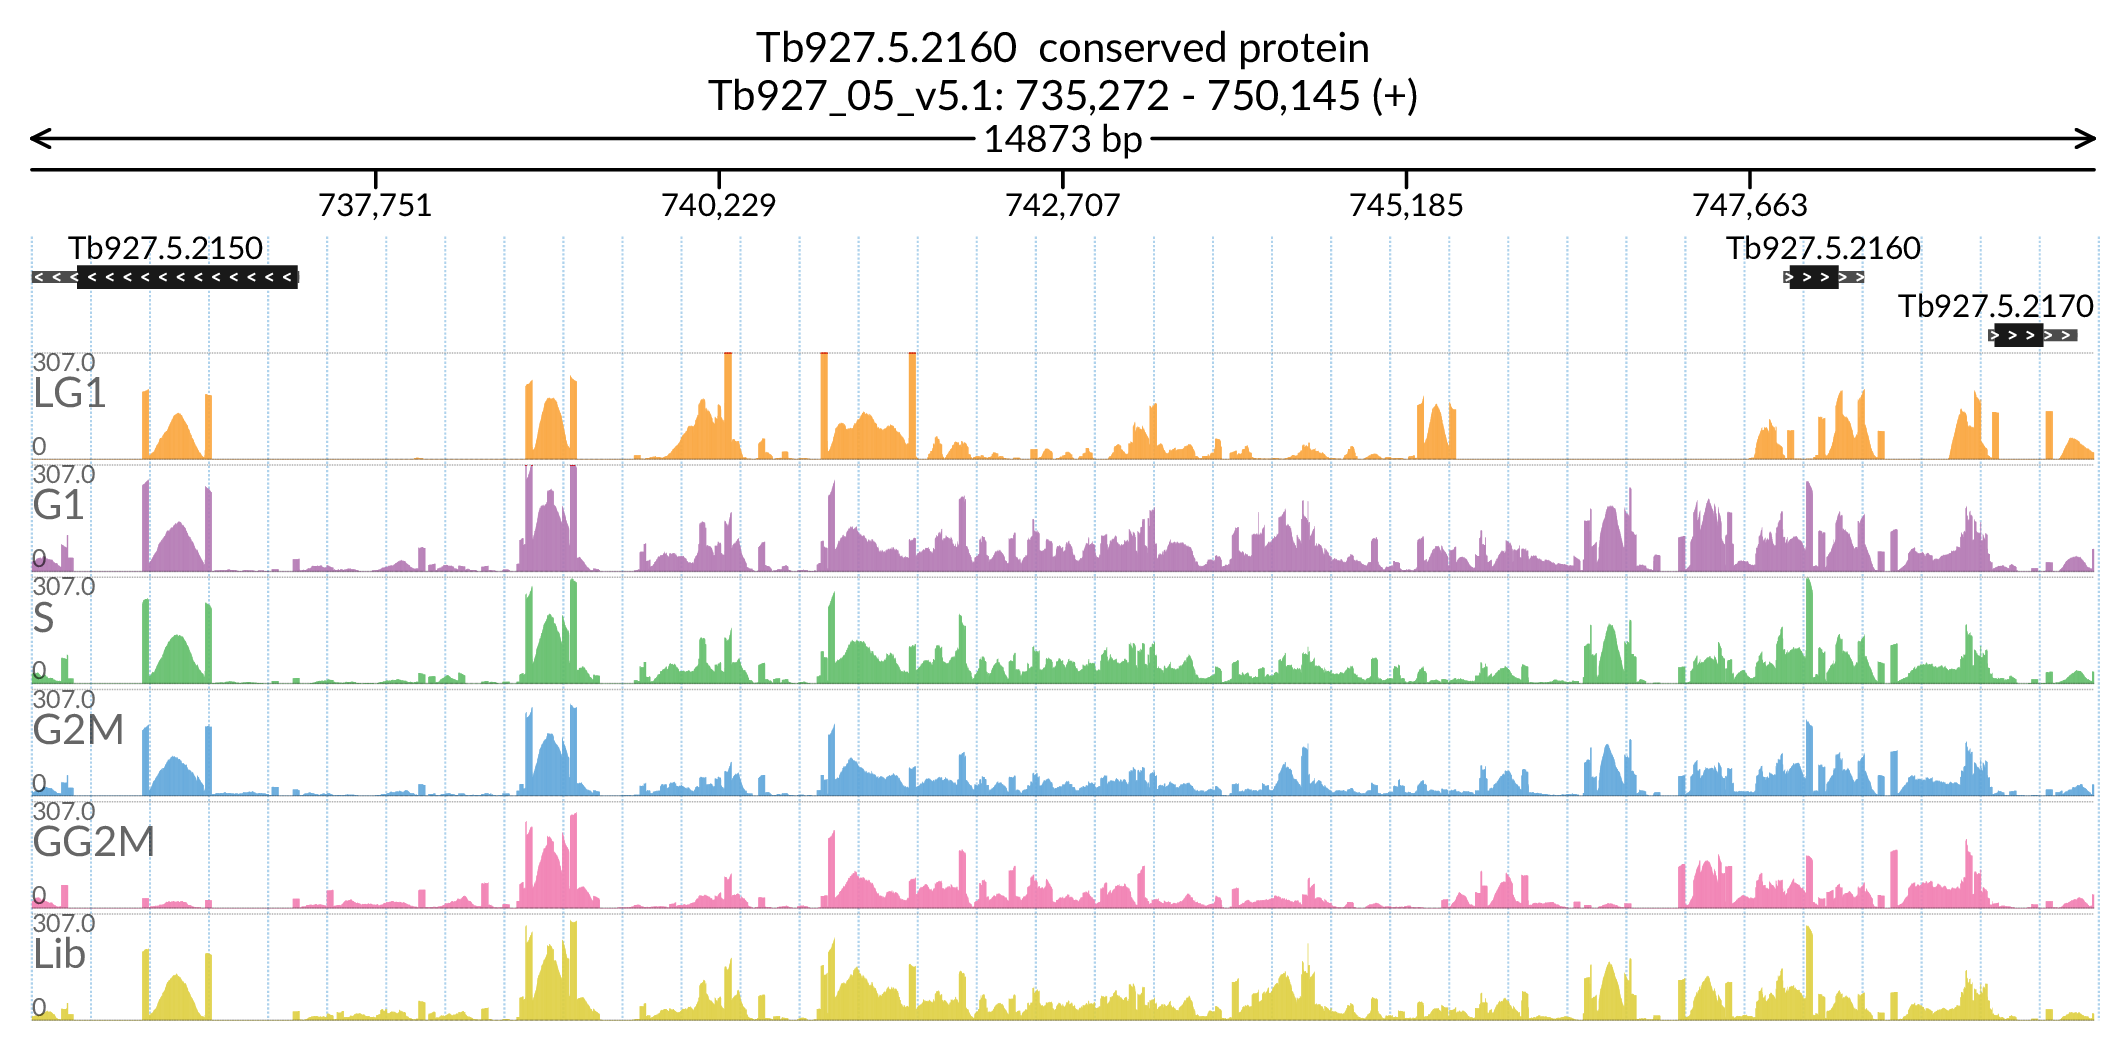 Tb927.5.2160 conserved protein
Tb927_05_v5.1: 735,272 - 750,145 (+)
14873 bp
737,751 740,229 742,707 745,185 747,663
Tb927.5.2150 Tb927.5.2160
Tb927.5.2170
307.0
LG1
0
307.0
G1
0
307.0
S
0
307.0
G2M
0
307.0
GG2M
0
307.0
Lib
0